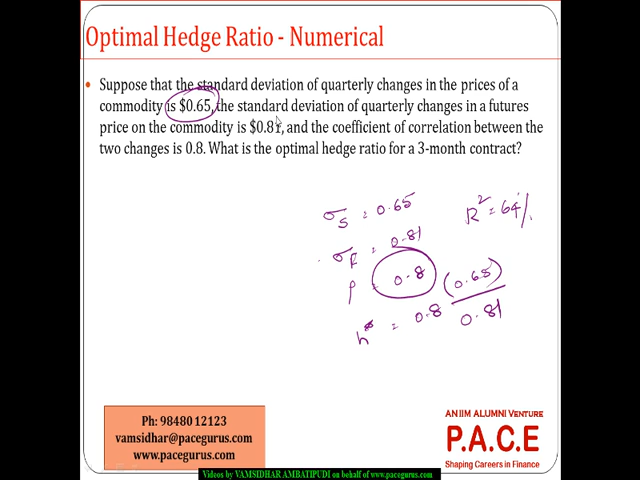 Optimal Hedge Ratio - Numerical
• Suppose that the standard deviation of quarterly changes in the prices of a
commodity is $0.65, the standard deviation of quarterly changes in a futures
price on the commodity is $0.81, and the coefficient of correlation between the
two changes is 0.8. What is the optimal hedge ratio for a 3-month contract?
σS = 0.65
R² = 64%
σF = 0.81
ρ = 0.8
h* = 0.8 (0.65)
0.81
Ph: 98480 12123
vamsidhar@pacegurus.com
www.pacegurus.com
AN IIM ALUMNI VENTURE
P.A.C.E
Shaping Careers in Finance
Videos by VAMSIDHAR AMBATIPUDI on behalf of www.pacegurus.com